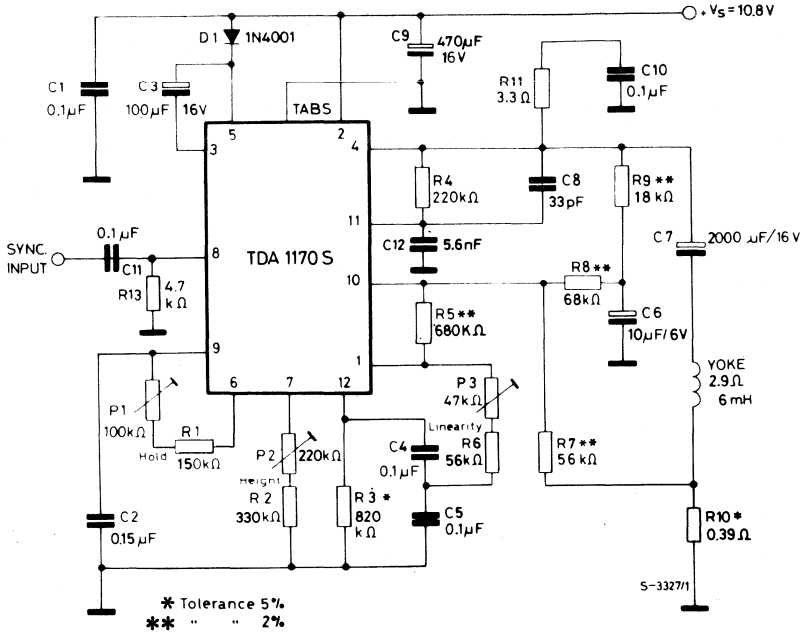 + Vs = 10.8 V
D1 1N4001
C9 470µF 16V
C1 0.1µF
C3 100µF 16V
R11 3.3Ω
C10 0.1µF
TABS
5
2
3
4
R4 220kΩ
C8 33pF
R9 ** 18kΩ
C7 2000 µF/16V
11
C12 5.6nF
SYNC. INPUT
0.1µF
C11
8
TDA 1170 S
10
R13 4.7 kΩ
R8 ** 68kΩ
R5 ** 680KΩ
C6 10µF/6V
9
1
YOKE 2.9Ω 6mH
P1 100kΩ
Hold
R1 150kΩ
6
7
12
P3 47kΩ
Linearity
P2 220kΩ
Height
R2 330kΩ
C4 0.1µF
R6 56kΩ
R7 ** 56kΩ
C2 0.15µF
R3 * 820 kΩ
C5 0.1µF
R10 * 0.39Ω
S-3327/1
* Tolerance 5%
** " " 2%